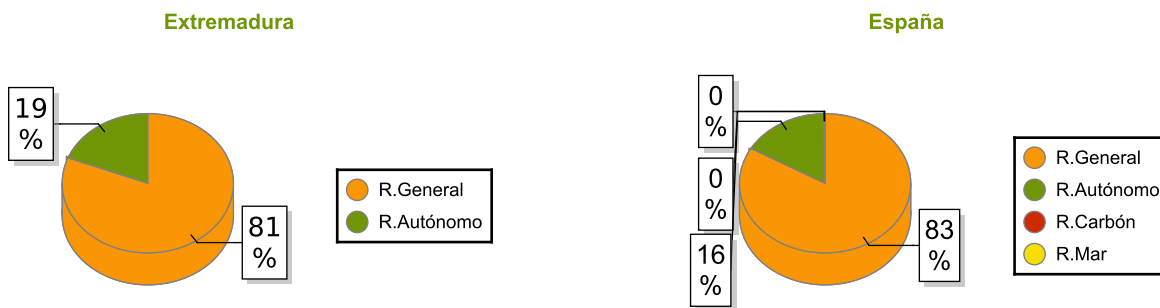 Extremadura
19
%
81
%
R.General
R.Autónomo
España
0
%
0
%
16
%
83
%
R.General
R.Autónomo
R.Carbón
R.Mar